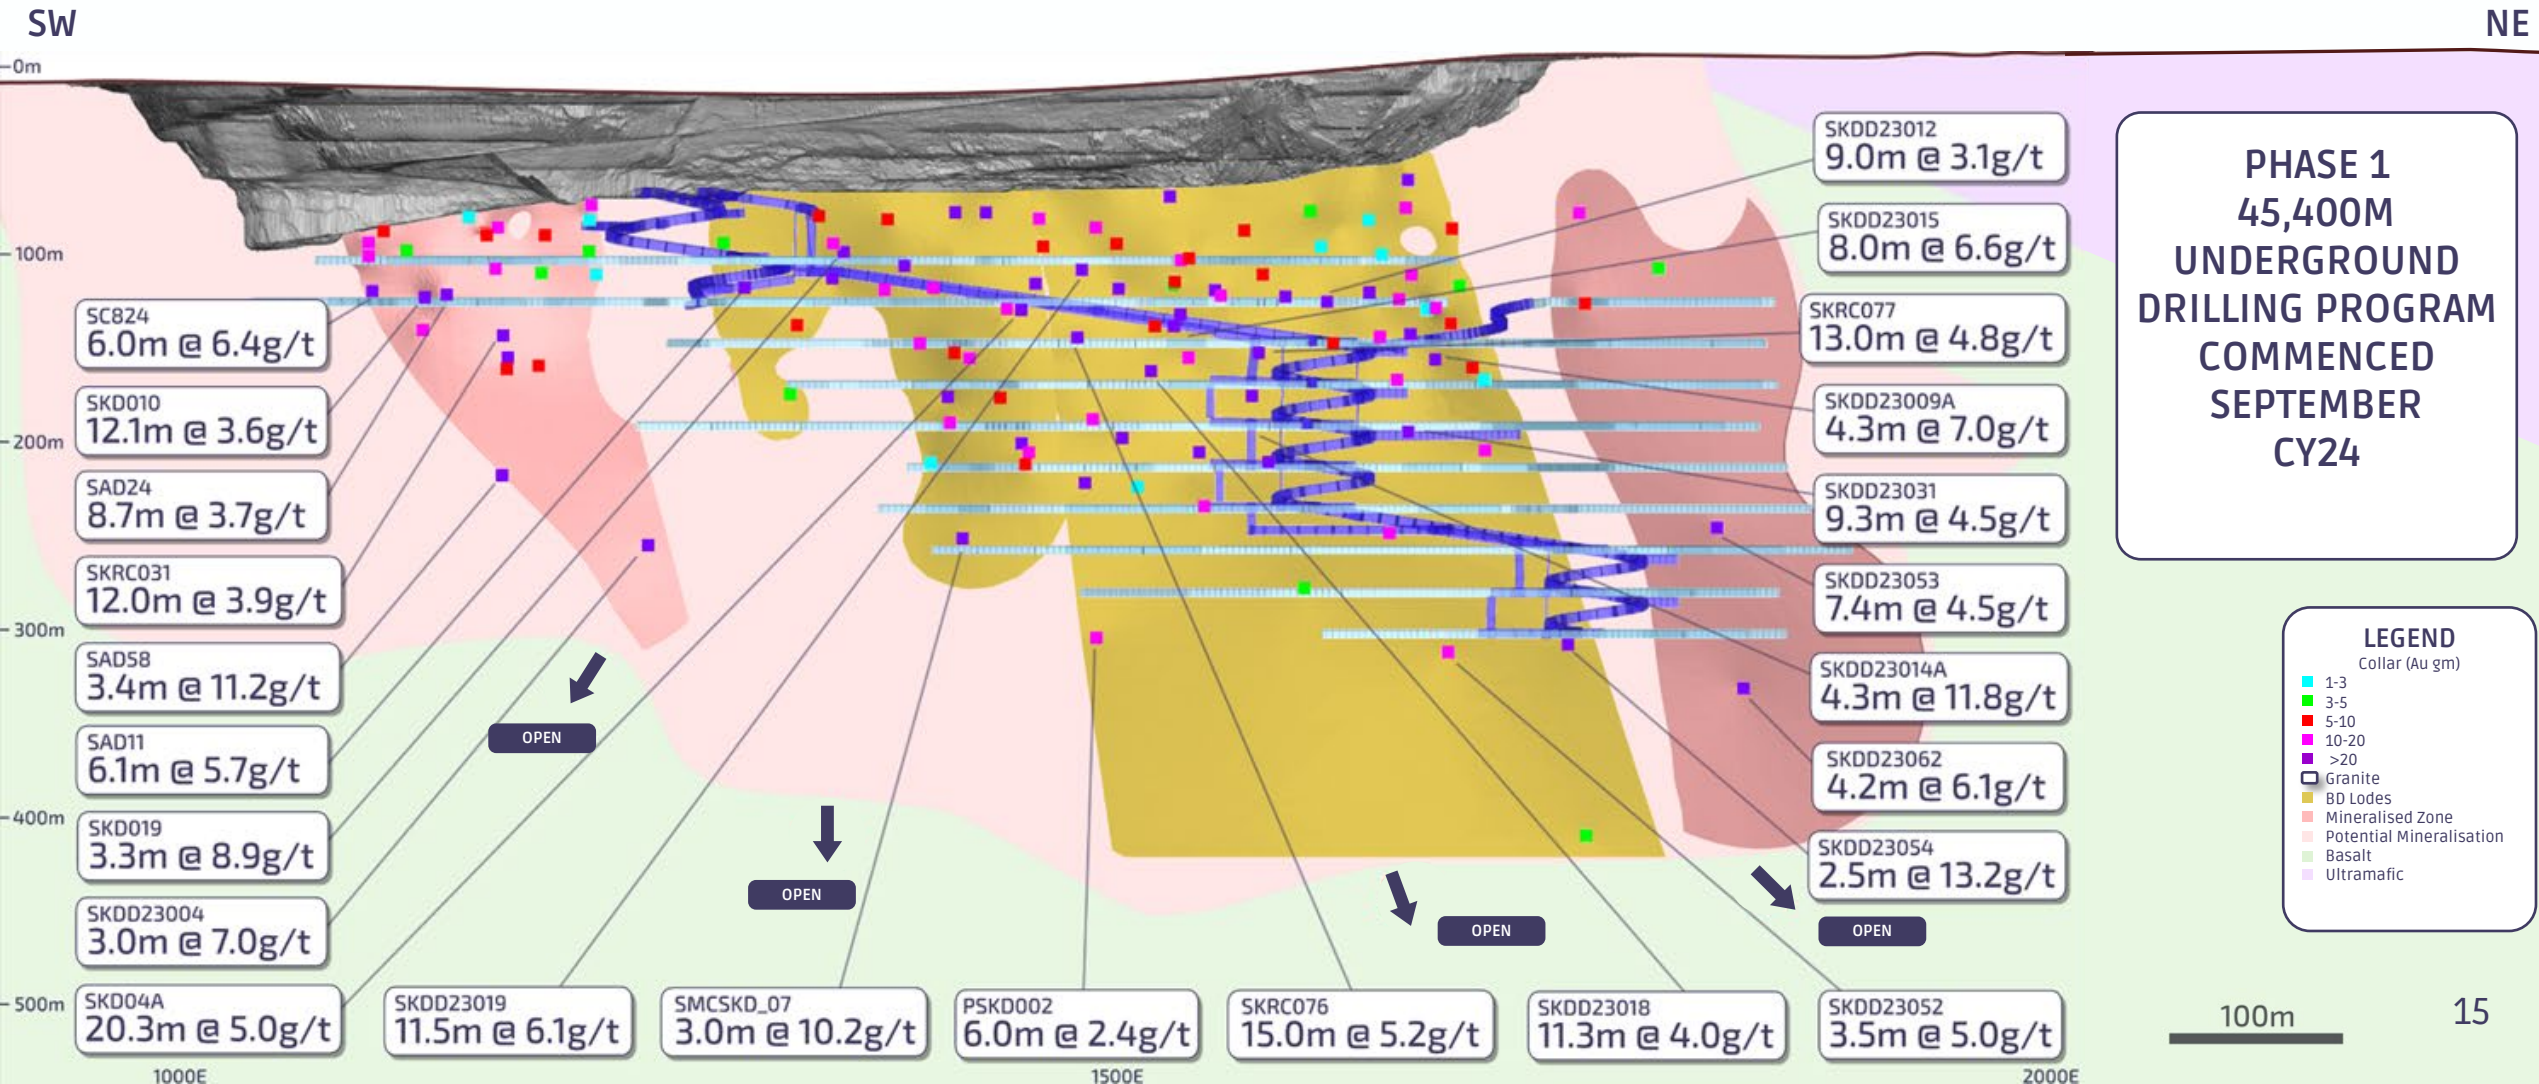 SW
NE
0m
100m
200m
300m
400m
500m
SC824
6.0m @ 6.4g/t
SKD010
12.1m @ 3.6g/t
SAD24
8.7m @ 3.7g/t
SKRC031
12.0m @ 3.9g/t
SAD58
3.4m @ 11.2g/t
SAD11
6.1m @ 5.7g/t
SKD019
3.3m @ 8.9g/t
SKDD23004
3.0m @ 7.0g/t
SKD04A
20.3m @ 5.0g/t
SKDD23019
11.5m @ 6.1g/t
SMCSKD_07
3.0m @ 10.2g/t
PSKD002
6.0m @ 2.4g/t
SKRC076
15.0m @ 5.2g/t
SKDD23018
11.3m @ 4.0g/t
SKDD23052
3.5m @ 5.0g/t
SKDD23012
9.0m @ 3.1g/t
SKDD23015
8.0m @ 6.6g/t
SKRC077
13.0m @ 4.8g/t
SKDD23009A
4.3m @ 7.0g/t
SKDD23031
9.3m @ 4.5g/t
SKDD23053
7.4m @ 4.5g/t
SKDD23014A
4.3m @ 11.8g/t
SKDD23062
4.2m @ 6.1g/t
SKDD23054
2.5m @ 13.2g/t
OPEN
OPEN
OPEN
OPEN
PHASE 1
45,400M
UNDERGROUND
DRILLING PROGRAM
COMMENCED
SEPTEMBER
CY24
LEGEND
Collar (Au gm)
1-3
3-5
5-10
10-20
>20
Granite
BD Lodes
Mineralised Zone
Potential Mineralisation
Basalt
Ultramafic
100m
15
1000E
1500E
2000E